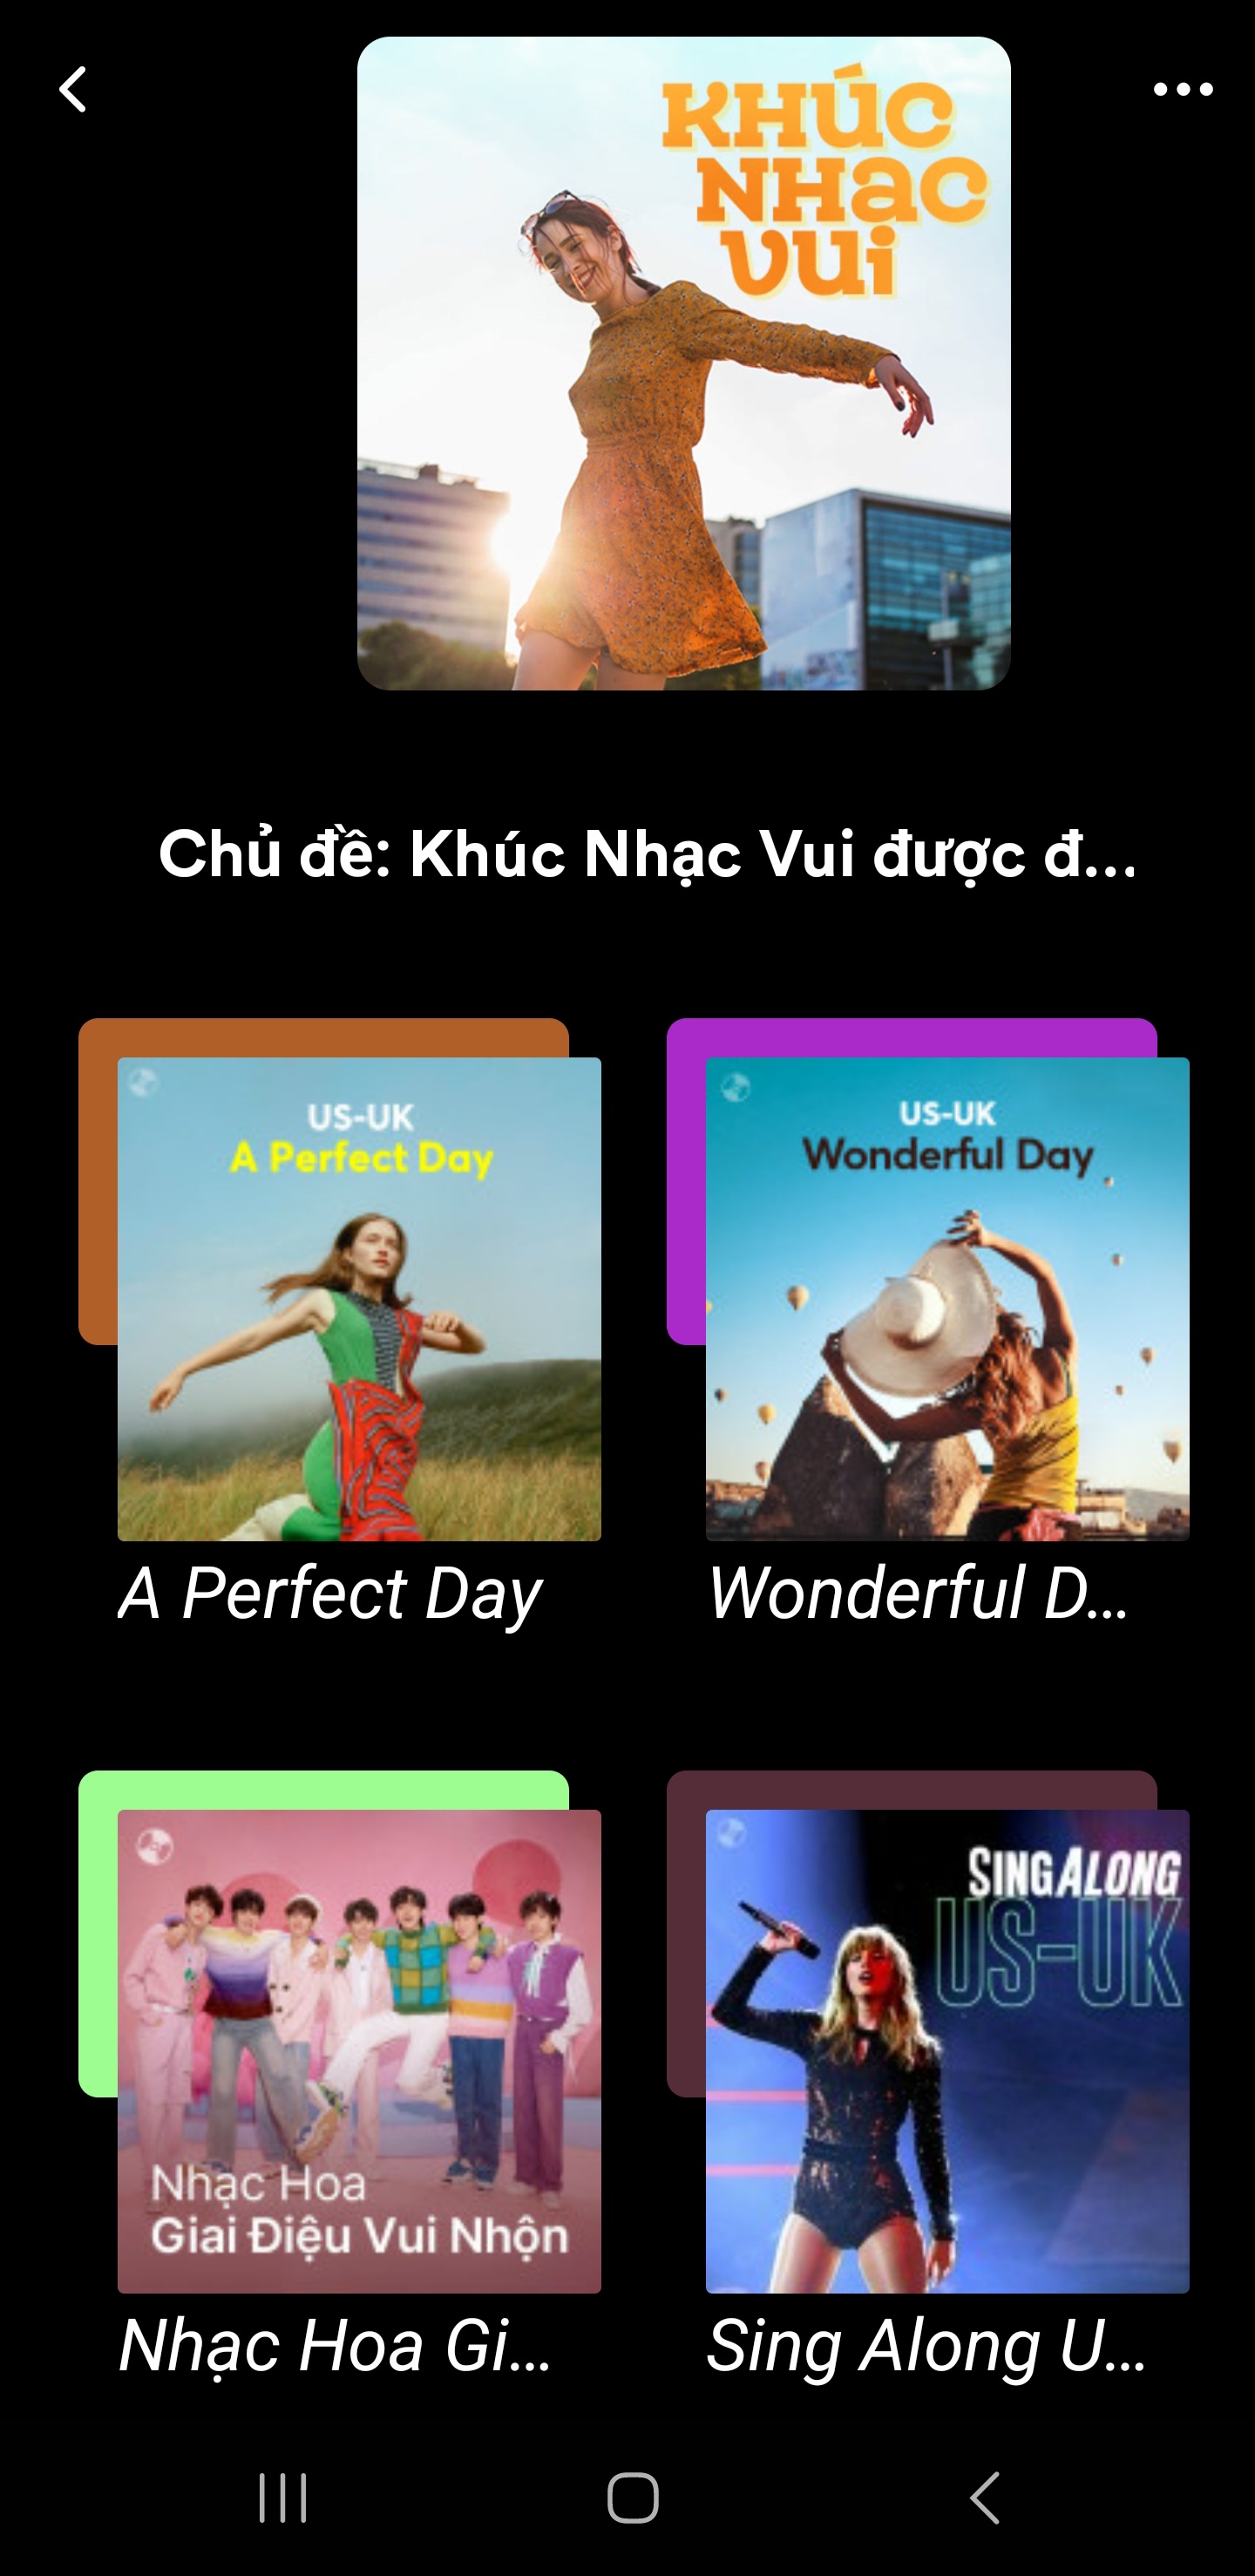 KHÚC
NHẠC
VUI
Chủ đề: Khúc Nhạc Vui được đ...
US-UK
A Perfect Day
A Perfect Day
US-UK
Wonderful Day
Wonderful D...
Nhạc Hoa
Giai Điệu Vui Nhộn
Nhạc Hoa Gi...
SING ALONG
US-UK
Sing Along U...